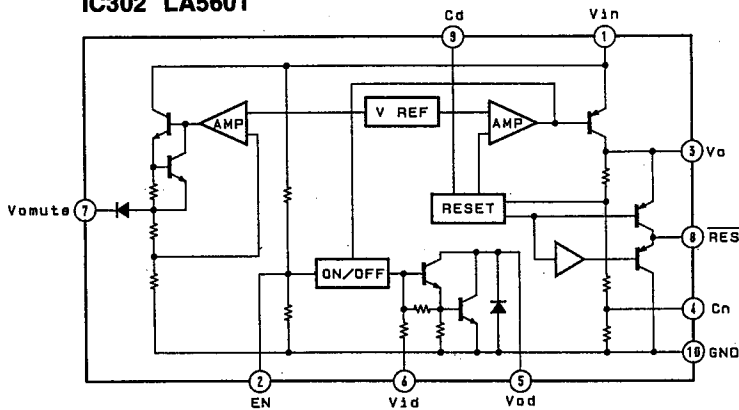 IC302 LA5601
Cd
Vin
9
1
AMP
V REF
AMP
3
Vo
Vomute
7
RESET
8
RES
ON/OFF
4
Cn
10
GND
2
6
5
EN
Vid
Vod